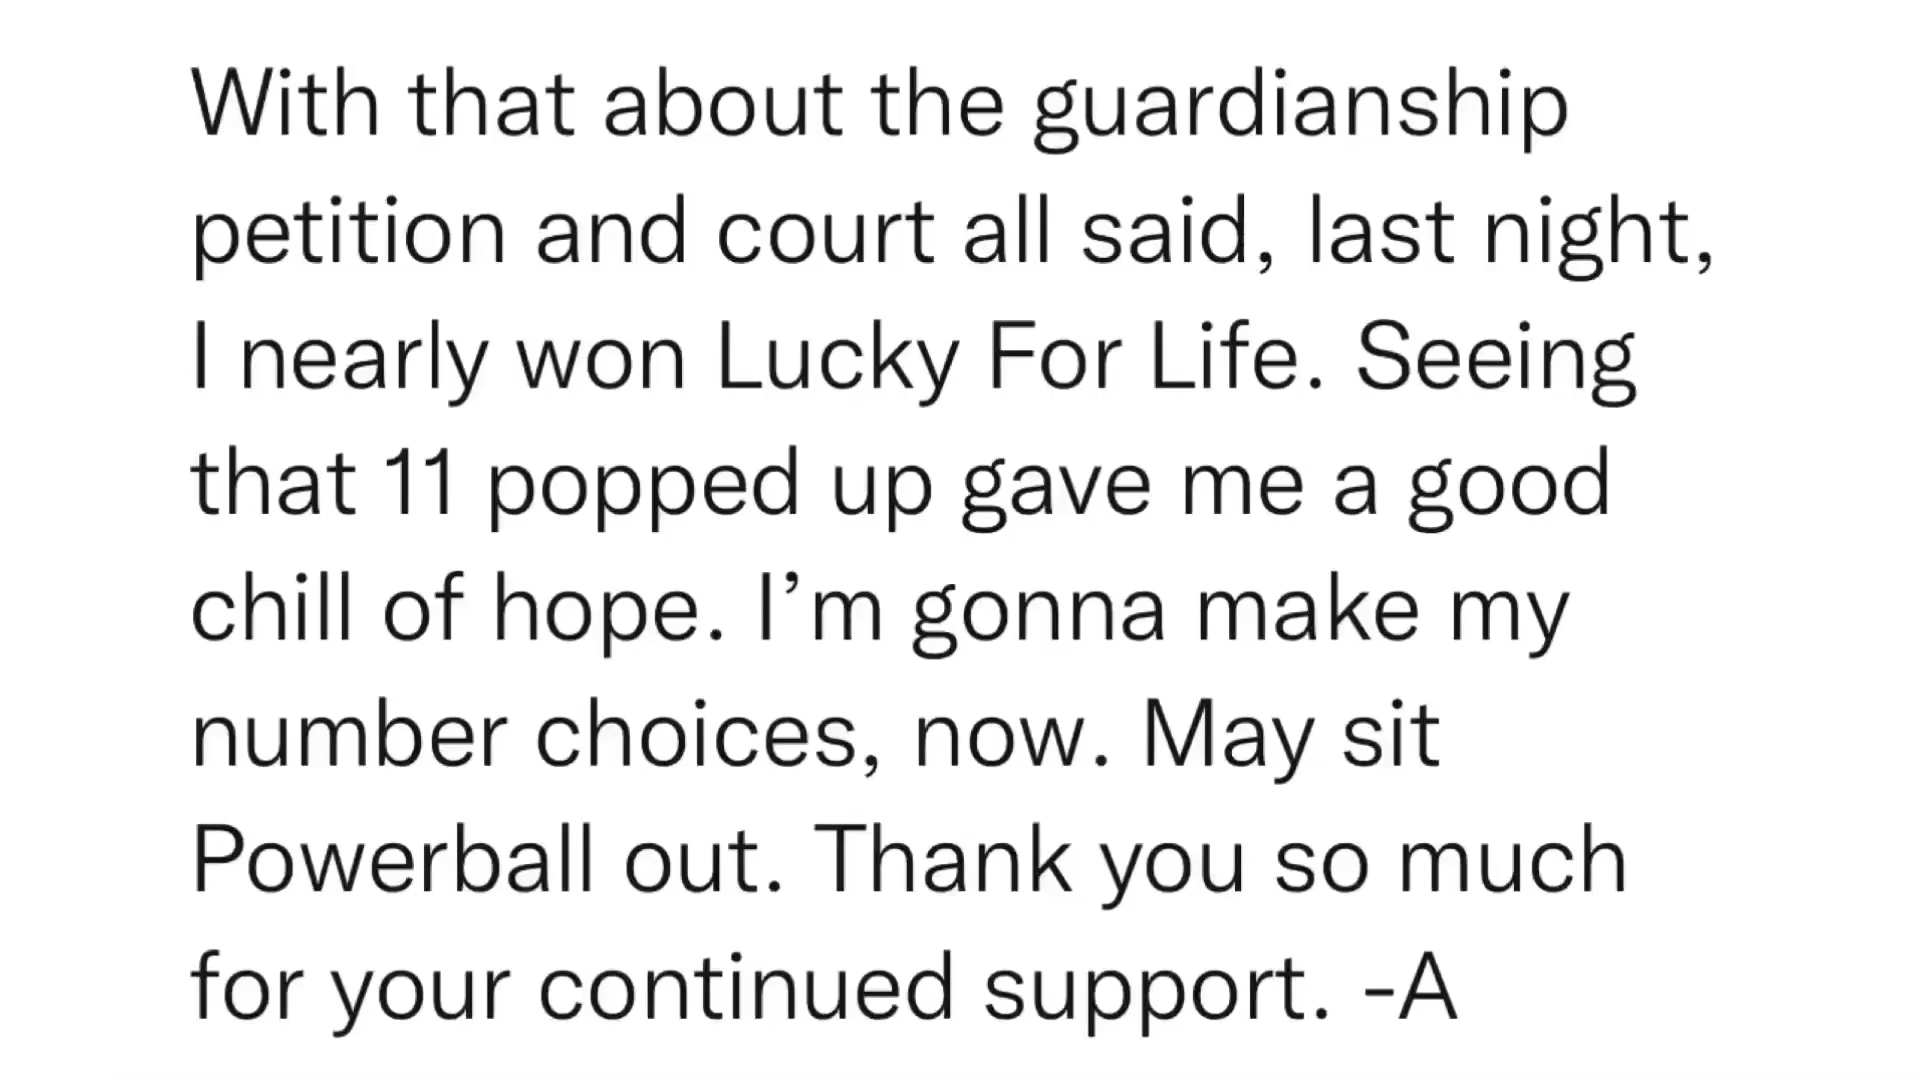 With that about the guardianship
petition and court all said, last night,
I nearly won Lucky For Life. Seeing
that 11 popped up gave me a good
chill of hope. I’m gonna make my
number choices, now. May sit
Powerball out. Thank you so much
for your continued support. -A